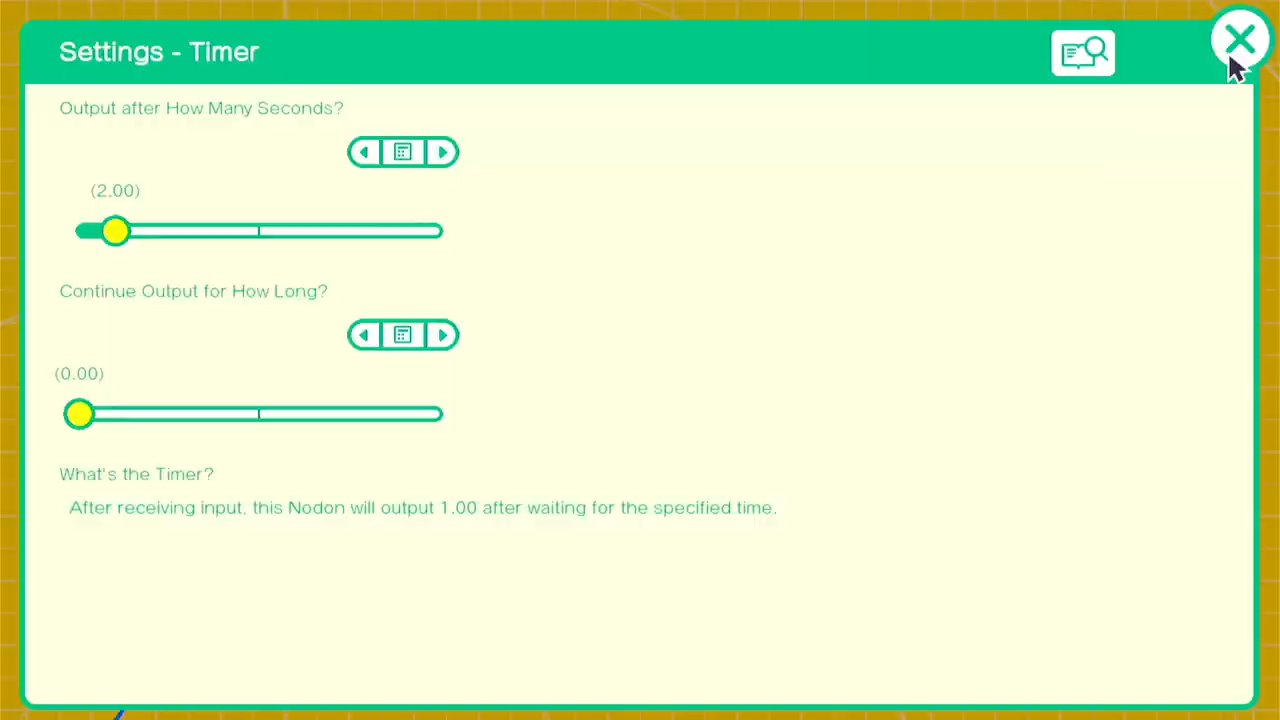 Settings - Timer
Output after How Many Seconds?
(2.00)
Continue Output for How Long?
(0.00)
What's the Timer?
After receiving input, this Nodon will output 1.00 after waiting for the specified time.